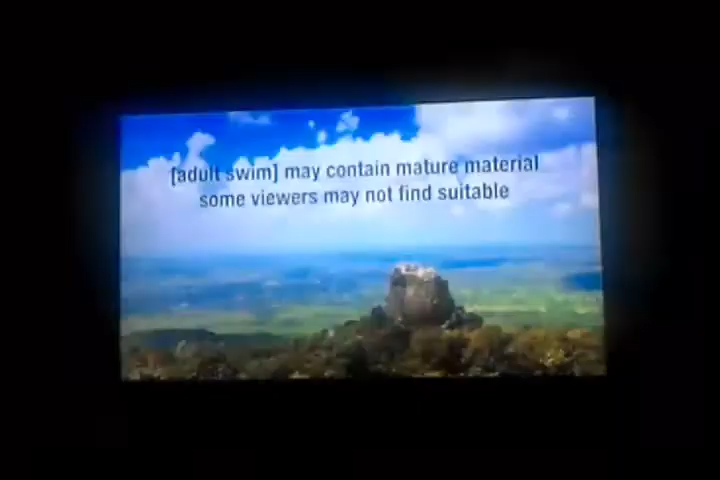 [adult swim] may contain mature material
some viewers may not find suitable